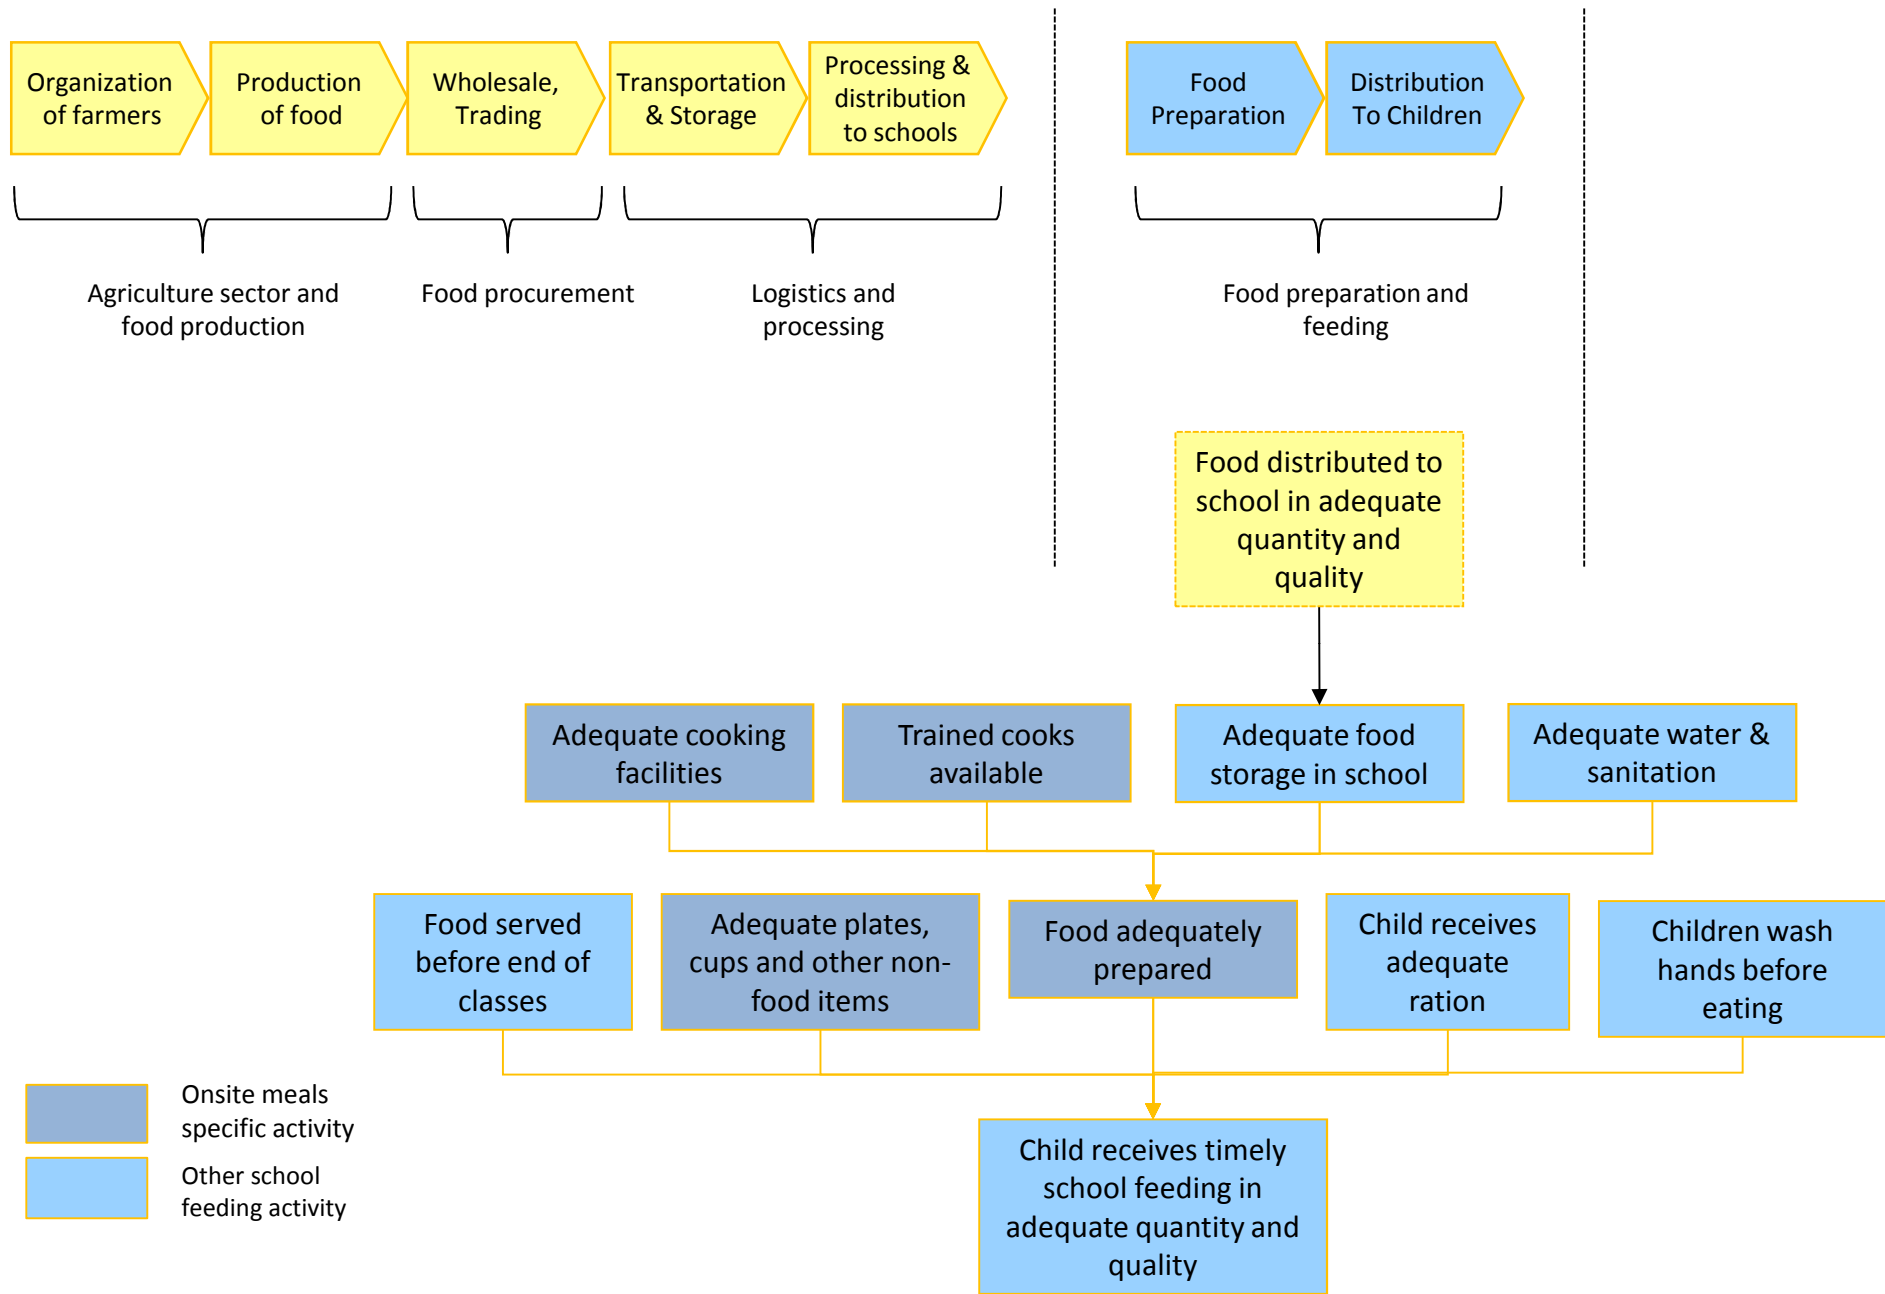 Organization
of farmers
Production
of food
Wholesale,
Trading
Transportation
& Storage
Processing &
distribution
to schools
Food
Preparation
Distribution
To Children
Agriculture sector and
food production
Food procurement
Logistics and
processing
Food preparation and
feeding
Food distributed to
school in adequate
quantity and
quality
Adequate cooking
facilities
Trained cooks
available
Adequate food
storage in school
Adequate water &
sanitation
Food served
before end of
classes
Adequate plates,
cups and other non-
food items
Food adequately
prepared
Child receives
adequate
ration
Children wash
hands before
eating
Onsite meals
specific activity
Other school
feeding activity
Child receives timely
school feeding in
adequate quantity and
quality